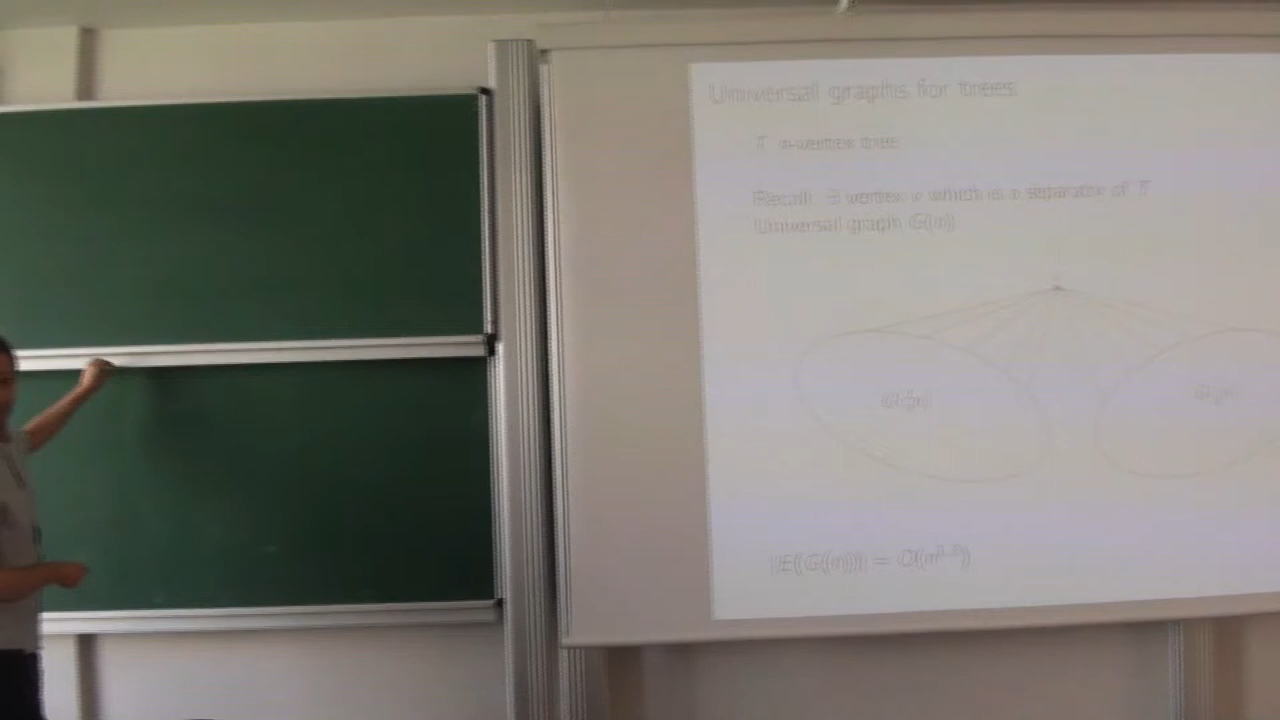 Universal graphs for trees
T n-vertex tree
Recall: ∃ vertex v which is a separator of T
Universal graph G(n)
|E(G(n))| =